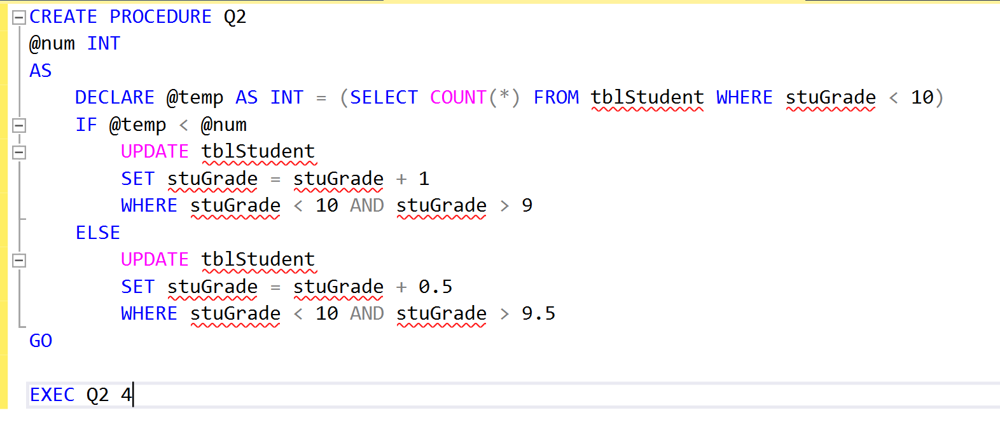 CREATE PROCEDURE Q2
@num INT
AS
DECLARE @temp AS INT = (SELECT COUNT(*) FROM tblStudent WHERE stuGrade < 10)
IF @temp < @num
UPDATE tblStudent
SET stuGrade = stuGrade + 1
WHERE stuGrade < 10 AND stuGrade > 9
ELSE
UPDATE tblStudent
SET stuGrade = stuGrade + 0.5
WHERE stuGrade < 10 AND stuGrade > 9.5
GO
EXEC Q2 4